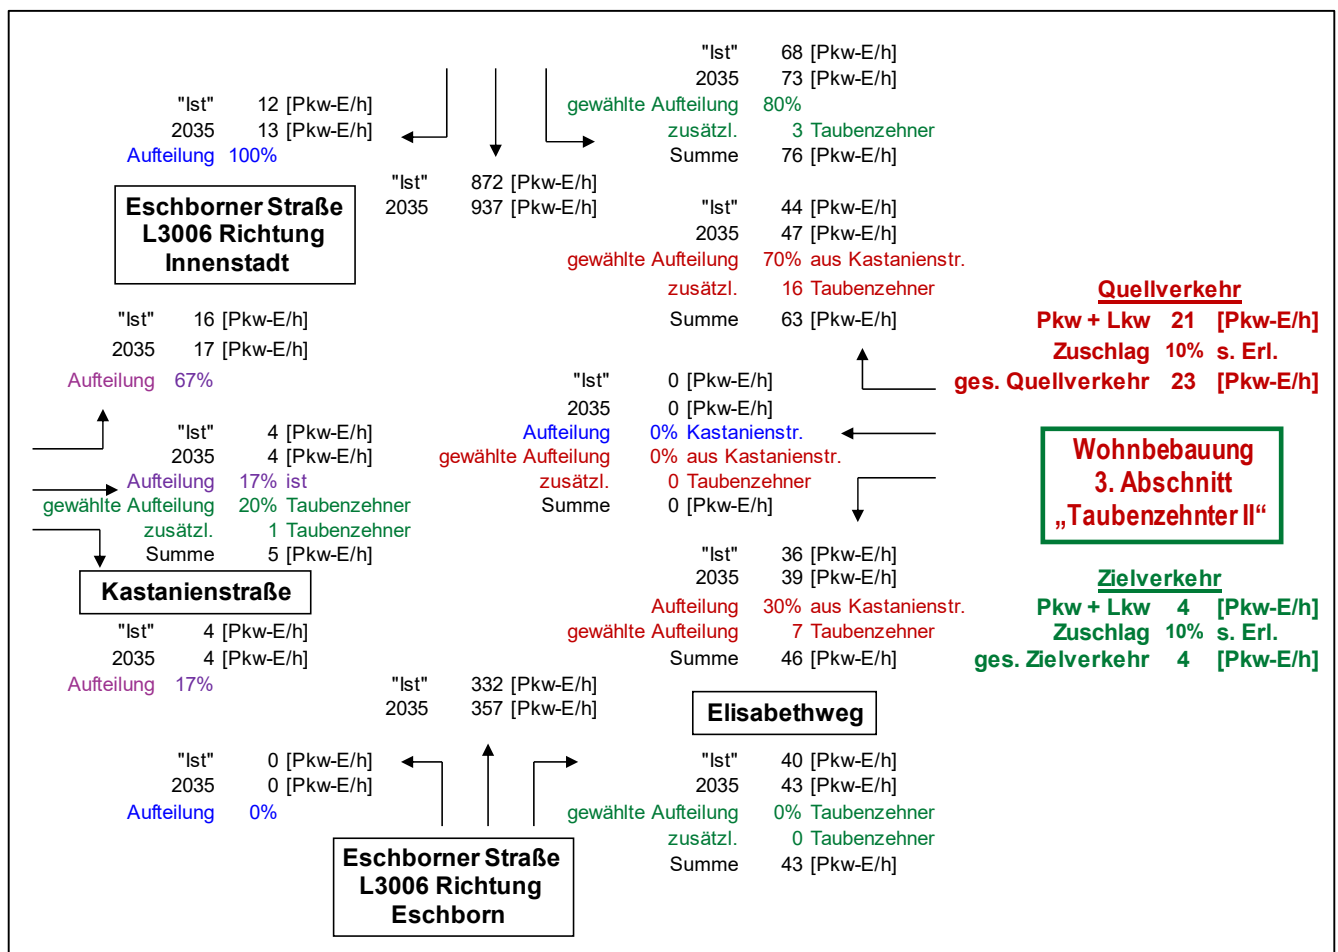 "Ist" 68 [Pkw-E/h]
2035 73 [Pkw-E/h]
gewählte Aufteilung 80%
zusätzl. 3 Taubenzehner
Summe 76 [Pkw-E/h]
"Ist" 12 [Pkw-E/h]
2035 13 [Pkw-E/h]
Aufteilung 100%
"Ist" 872 [Pkw-E/h]
2035 937 [Pkw-E/h]
Eschborner Straße
L3006 Richtung
Innenstadt
"Ist" 44 [Pkw-E/h]
2035 47 [Pkw-E/h]
gewählte Aufteilung 70% aus Kastanienstr.
zusätzl. 16 Taubenzehner
Summe 63 [Pkw-E/h]
Quellverkehr
Pkw + Lkw 21 [Pkw-E/h]
Zuschlag 10% s. Erl.
ges. Quellverkehr 23 [Pkw-E/h]
"Ist" 16 [Pkw-E/h]
2035 17 [Pkw-E/h]
Aufteilung 67%
"Ist" 0 [Pkw-E/h]
2035 0 [Pkw-E/h]
Aufteilung 0% Kastanienstr.
gewählte Aufteilung 0% aus Kastanienstr.
zusätzl. 0 Taubenzehner
Summe 0 [Pkw-E/h]
"Ist" 4 [Pkw-E/h]
2035 4 [Pkw-E/h]
Aufteilung 17% ist
gewählte Aufteilung 20% Taubenzehner
zusätzl. 1 Taubenzehner
Summe 5 [Pkw-E/h]
Wohnbebauung
3. Abschnitt
„Taubenzehnter II“
Kastanienstraße
"Ist" 36 [Pkw-E/h]
2035 39 [Pkw-E/h]
Aufteilung 30% aus Kastanienstr.
gewählte Aufteilung 7 Taubenzehner
Summe 46 [Pkw-E/h]
Zielverkehr
Pkw + Lkw 4 [Pkw-E/h]
Zuschlag 10% s. Erl.
ges. Zielverkehr 4 [Pkw-E/h]
"Ist" 4 [Pkw-E/h]
2035 4 [Pkw-E/h]
Aufteilung 17%
"Ist" 332 [Pkw-E/h]
2035 357 [Pkw-E/h]
Elisabethweg
"Ist" 0 [Pkw-E/h]
2035 0 [Pkw-E/h]
Aufteilung 0%
"Ist" 40 [Pkw-E/h]
2035 43 [Pkw-E/h]
gewählte Aufteilung 0% Taubenzehner
zusätzl. 0 Taubenzehner
Summe 43 [Pkw-E/h]
Eschborner Straße
L3006 Richtung
Eschborn